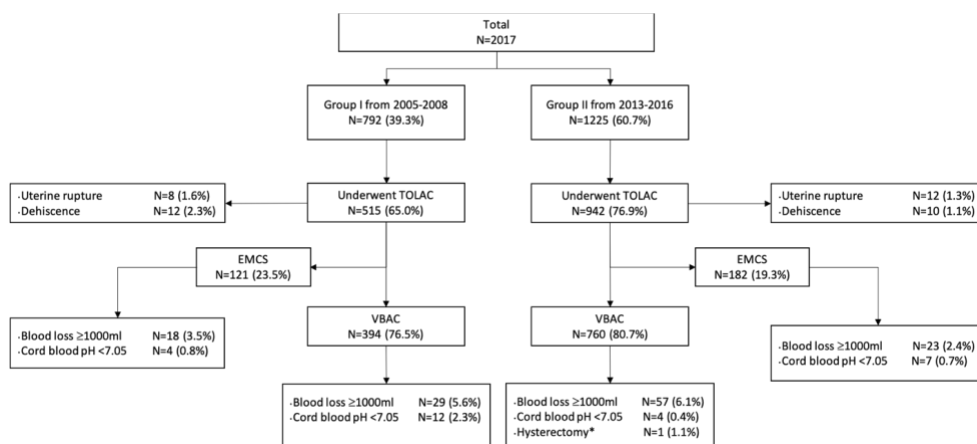 Total
N=2017
Group I from 2005-2008
N=792 (39.3%)
Group II from 2013-2016
N=1225 (60.7%)
·Uterine rupture N=8 (1.6%)
·Dehiscence N=12 (2.3%)
Underwent TOLAC
N=515 (65.0%)
Underwent TOLAC
N=942 (76.9%)
·Uterine rupture N=12 (1.3%)
·Dehiscence N=10 (1.1%)
EMCS
N=121 (23.5%)
EMCS
N=182 (19.3%)
·Blood loss ≥1000ml N=18 (3.5%)
·Cord blood pH <7.05 N=4 (0.8%)
VBAC
N=394 (76.5%)
VBAC
N=760 (80.7%)
·Blood loss ≥1000ml N=23 (2.4%)
·Cord blood pH <7.05 N=7 (0.7%)
·Blood loss ≥1000ml N=29 (5.6%)
·Cord blood pH <7.05 N=12 (2.3%)
·Blood loss ≥1000ml N=57 (6.1%)
·Cord blood pH <7.05 N=4 (0.4%)
·Hysterectomy* N=1 (1.1%)